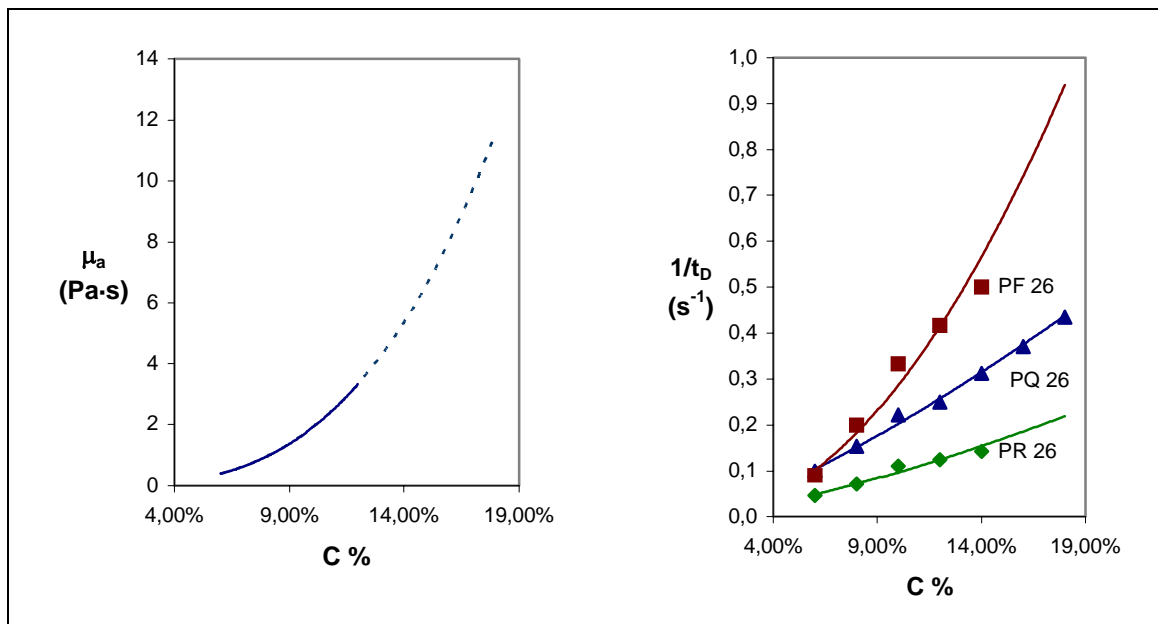 14
12
10
8
6
4
2
0
μa
(Pa·s)
4,00% 9,00% 14,00% 19,00%
C %
1,0
0,9
0,8
0,7
0,6
0,5
0,4
0,3
0,2
0,1
0,0
1/tD
(s-1)
PF 26
PQ 26
PR 26
4,00% 9,00% 14,00% 19,00%
C %